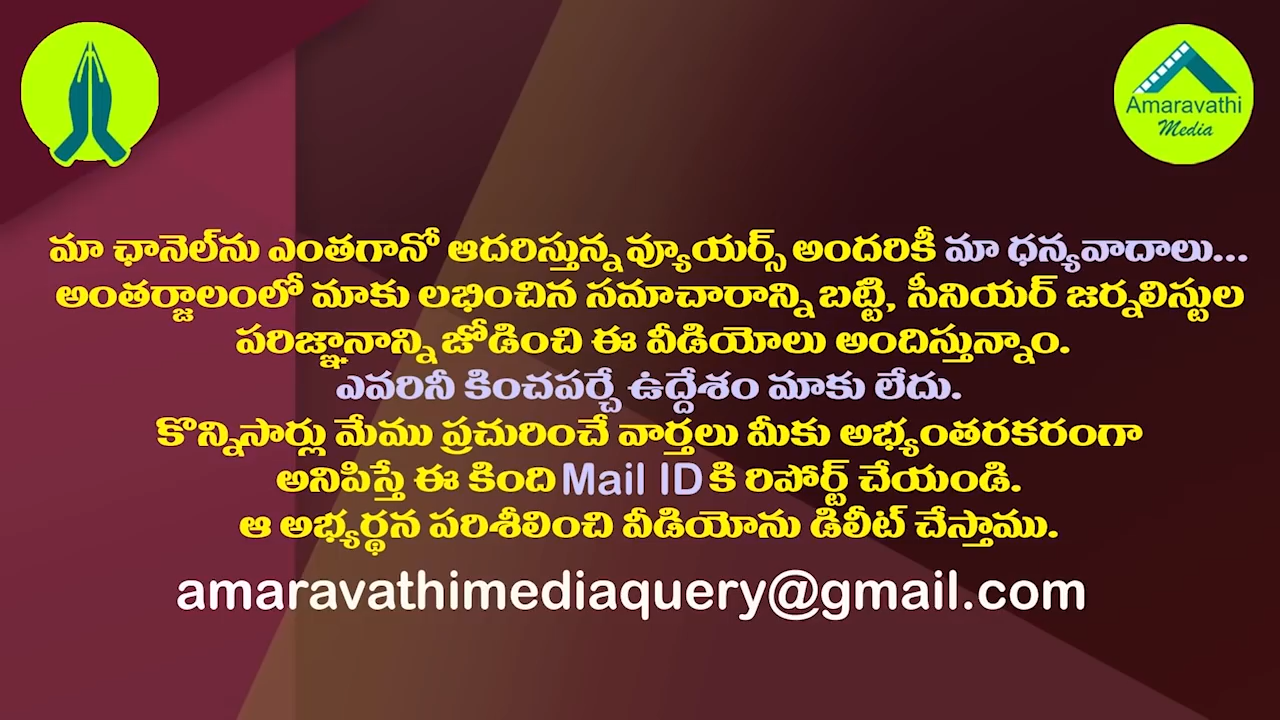 Amaravathi
Media
మా ఛానెల్‌ను ఎంతగానో ఆదరిస్తున్న వ్యూయర్స్ అందరికీ మా ధన్యవాదాలు...
అంతర్జాలంలో మాకు లభించిన సమాచారాన్ని బట్టి, సీనియర్ జర్నలిస్టుల
పరిజ్ఞానాన్ని జోడించి ఈ వీడియోలు అందిస్తున్నాం.
ఎవరినీ కించపర్చే ఉద్దేశం మాకు లేదు.
కొన్నిసార్లు మేము ప్రచురించే వార్తలు మీకు అభ్యంతరకరంగా
అనిపిస్తే ఈ కింది Mail ID కి రిపోర్ట్ చేయండి.
ఆ అభ్యర్థన పరిశీలించి వీడియోను డిలీట్ చేస్తాము.
amaravathimediaquery@gmail.com